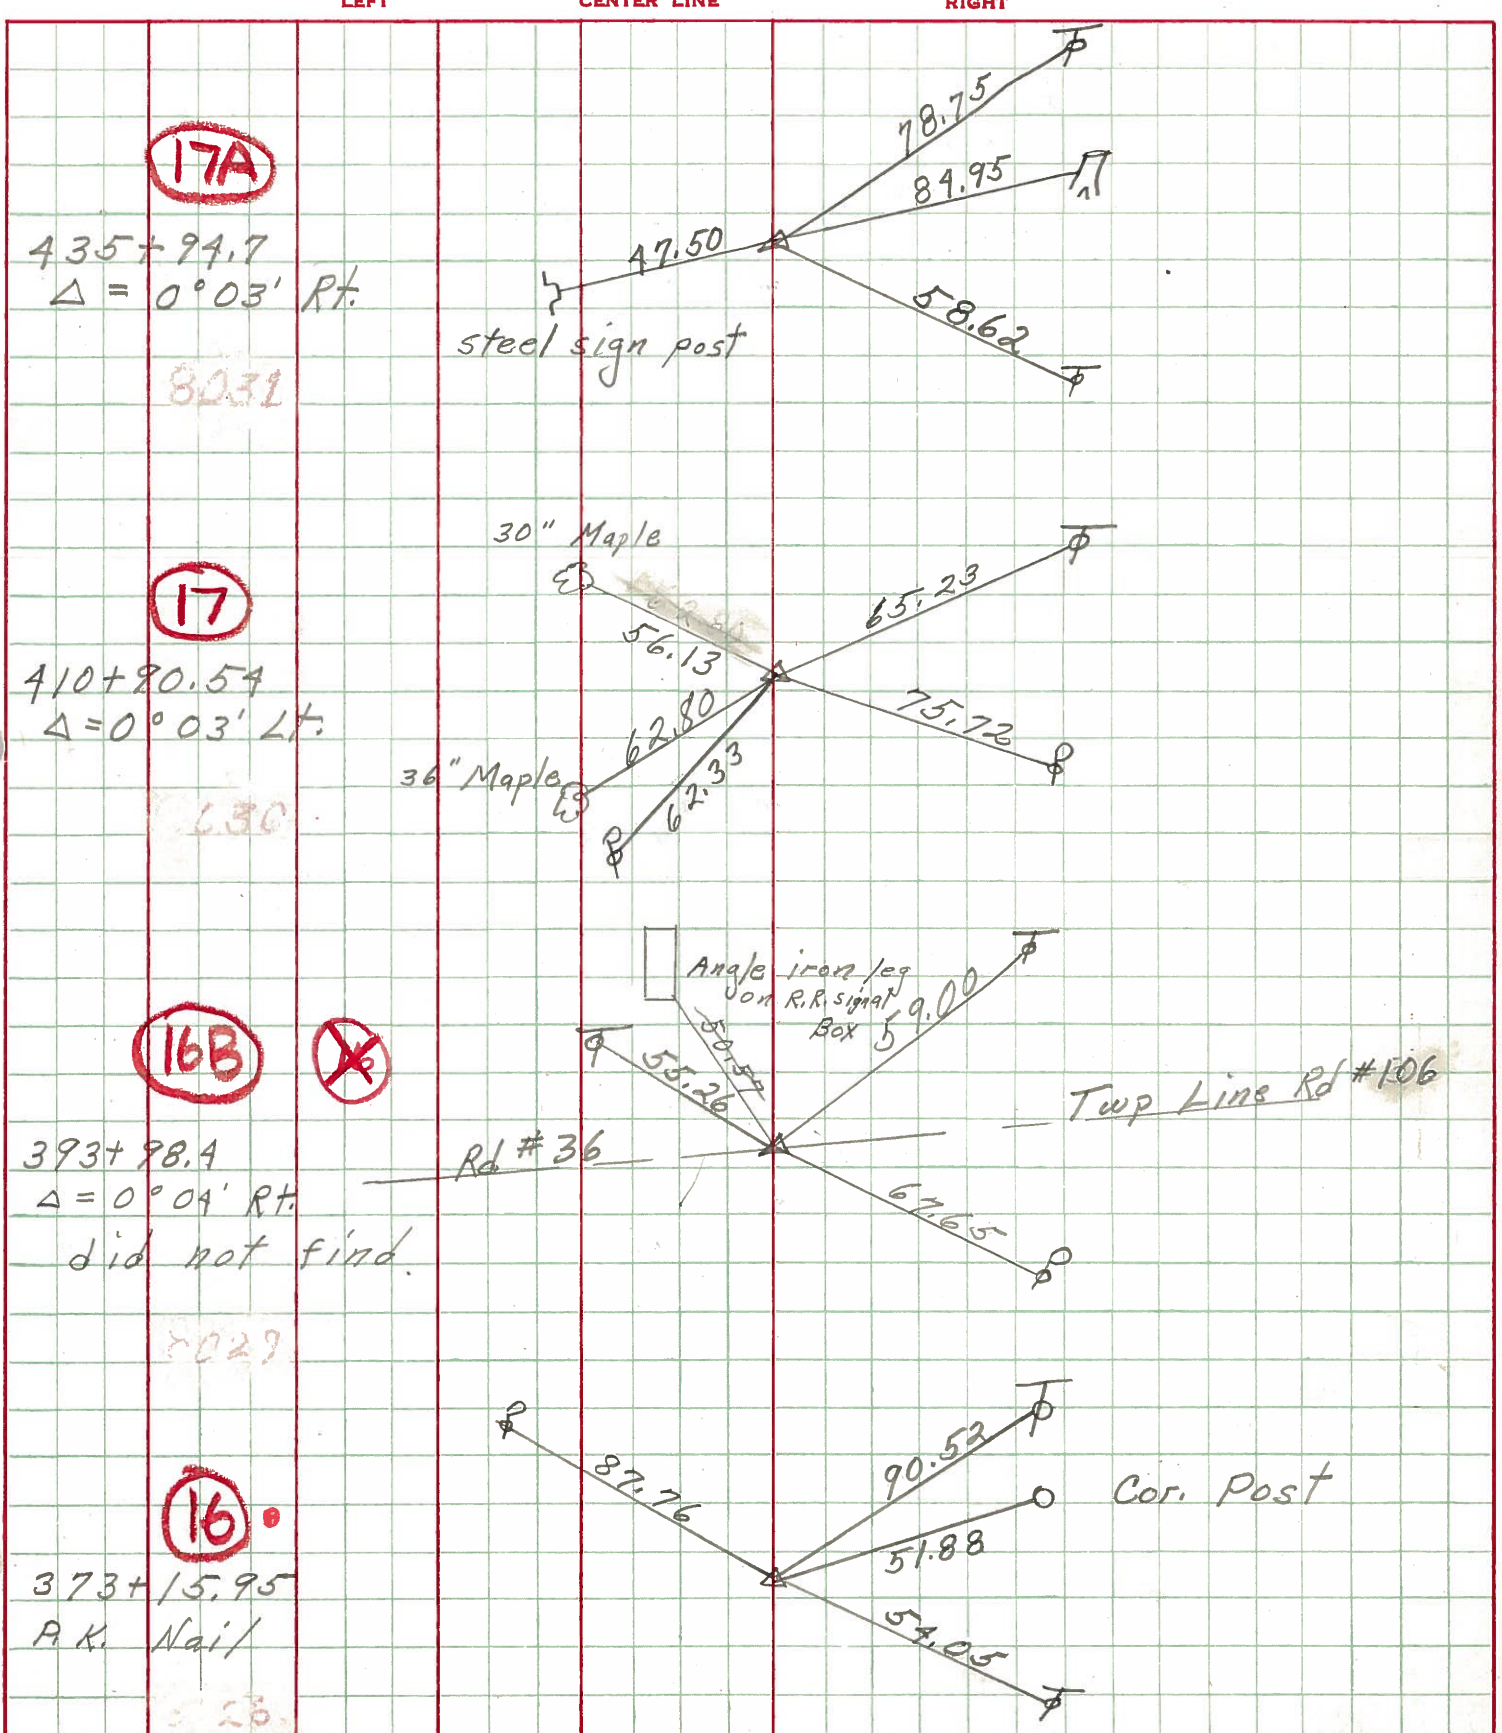 LEFT CENTER LINE RIGHT
17A
435+94.7
Δ = 0°03' Rt.
8031
78.75
84.95
47.50
steel sign post
58.62
17
410+90.54
Δ=0°03' Lt.
30" Maple
56.13
65.23
62.80
75.72
36" Maple
62.33
16B
393+98.4
Δ=0°04' Rt.
did not find.
Angle iron leg
on R.R. signal
Box
59.00
50.57
55.26
Rd #36
Twp Line Rd #106
67.65
16
373+15.95
P.K. Nail
87.76
90.52
Cor. Post
51.88
54.05